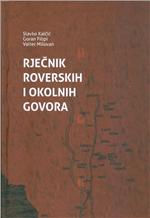 Slavko Kalčić
Goran Filipi
Valter Milovan
RJEČNIK
ROVERSKIH
I OKOLNIH
GOVORA